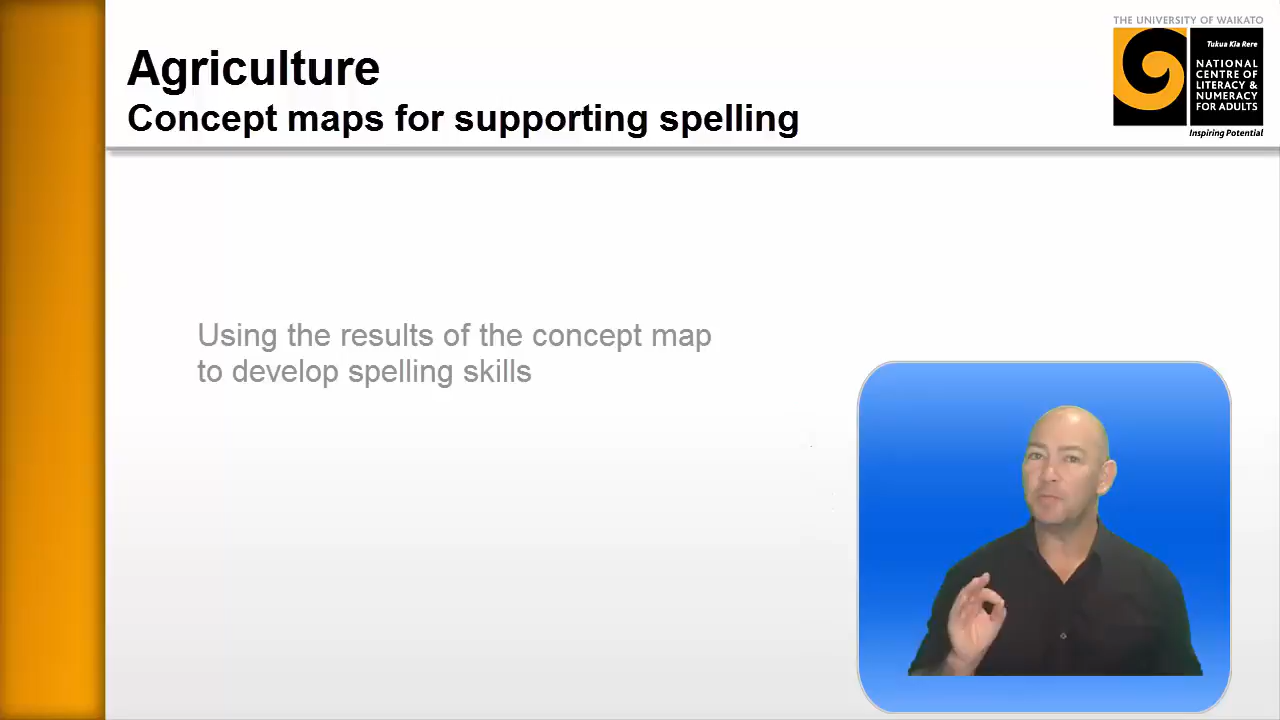 Agriculture
Concept maps for supporting spelling
THE UNIVERSITY OF WAIKATO
Tukua Kia Rere
NATIONAL
CENTRE OF
LITERACY &
NUMERACY
FOR ADULTS
Inspiring Potential
Using the results of the concept map
to develop spelling skills